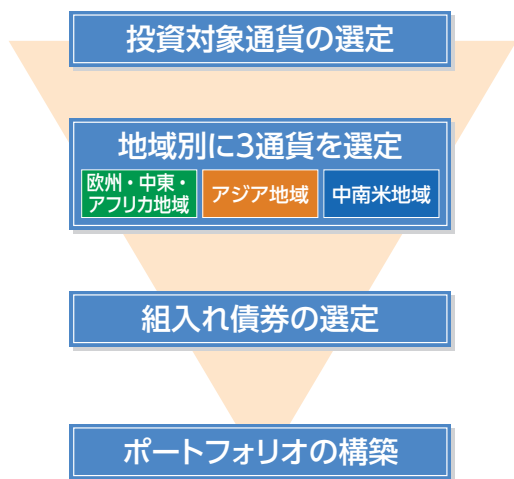 投資対象通貨の選定
地域別に3通貨を選定
欧州・中東・
アフリカ地域
アジア地域
中南米地域
組入れ債券の選定
ポートフォリオの構築